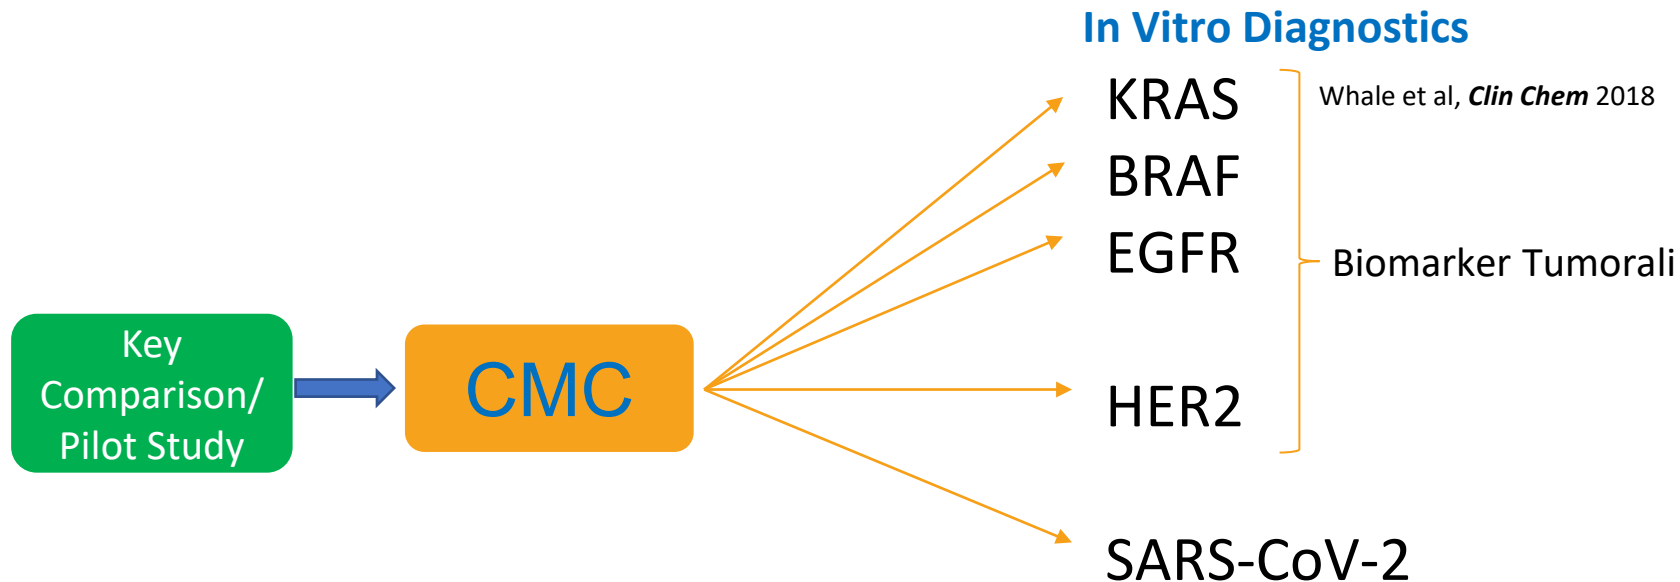 In Vitro Diagnostics
KRAS
Whale et al, Clin Chem 2018
BRAF
EGFR
Biomarker Tumorali
Key
Comparison/
Pilot Study
CMC
HER2
SARS-CoV-2